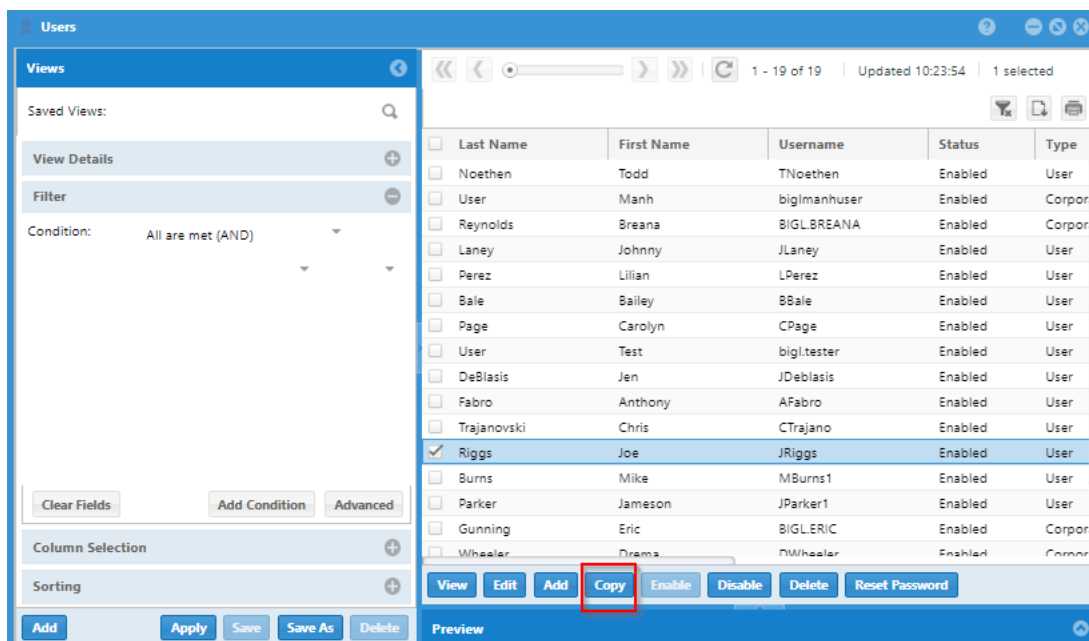 Users
Views
Saved Views:
View Details
Filter
Condition: All are met (AND)
Clear Fields Add Condition Advanced
Column Selection
Sorting
Add Apply Save Save As Delete
1 - 19 of 19 Updated 10:23:54 1 selected
Last Name First Name Username Status Type
Noethen Todd TNoethen Enabled User
User Manh biglmanhuser Enabled Corpor
Reynolds Breana BIGL.BREANA Enabled Corpor
Laney Johnny JLaney Enabled User
Perez Lilian LPerez Enabled User
Bale Bailey BBale Enabled User
Page Carolyn CPage Enabled User
User Test bigl.tester Enabled User
DeBlasis Jen JDeblasis Enabled User
Fabro Anthony AFabro Enabled User
Trajanovski Chris CTrajano Enabled User
Riggs Joe JRiggs Enabled User
Burns Mike MBurns1 Enabled User
Parker Jameson JParker1 Enabled User
Gunning Eric BIGL.ERIC Enabled Corpor
Wheeler Drema DWheeler Enabled Corpor
View Edit Add Copy Enable Disable Delete Reset Password
Preview